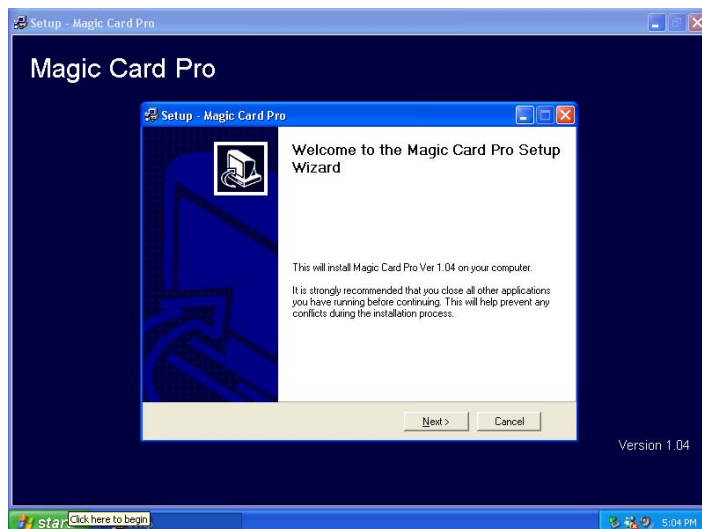 Setup - Magic Card Pro
Magic Card Pro
Setup - Magic Card Pro
Welcome to the Magic Card Pro Setup
Wizard
This will install Magic Card Pro Ver 1.04 on your computer.
It is strongly recommended that you close all other applications
you have running before continuing. This will help prevent any
conflicts during the installation process.
Next >
Cancel
Version 1.04
star
Click here to begin
5:04 PM